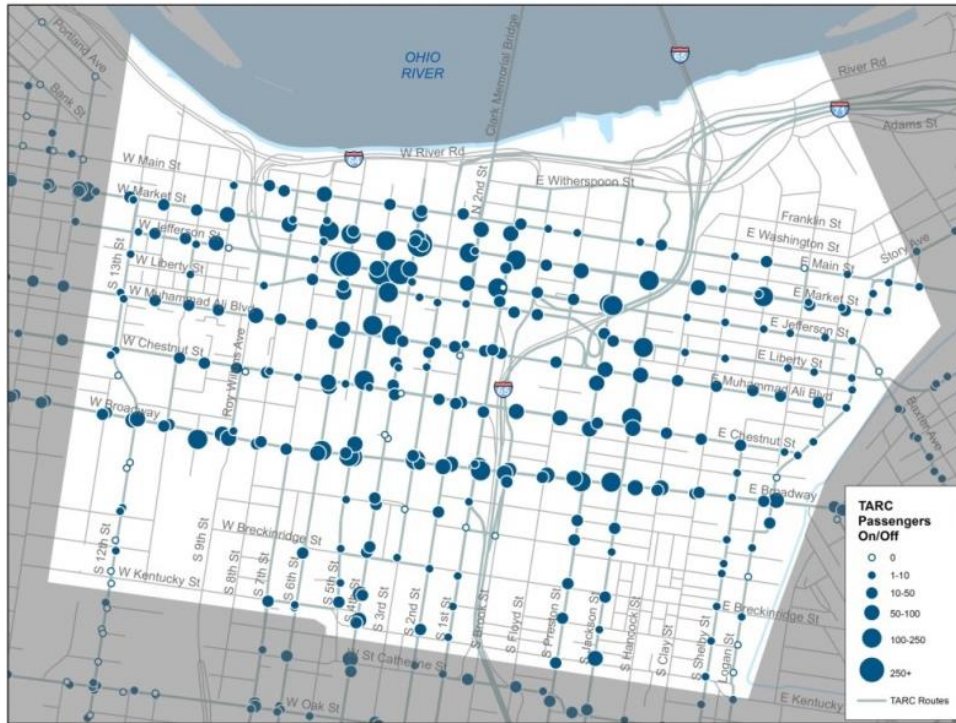 Portland Ave
Bank St
OHIO
RIVER
Clark Memorial Bridge
65
River Rd
Adams St
64
W River Rd
W Main St
N 2nd St
E Witherspoon St
W Market St
Franklin St
E Washington St
Story Ave
W Jefferson St
E Main St
S 13th St
W Liberty St
E Market St
W Muhammad Ali Blvd
E Jefferson St
E Liberty St
W Chestnut St
Roy Wilkins Ave
E Muhammad Ali Blvd
Baxter Ave
W Broadway
E Chestnut St
E Broadway
W Breckinridge St
S 12th St
S 9th St
S 8th St
S 7th St
S 6th St
S 5th St
S 4th St
S 3rd St
S 2nd St
S 1st St
S Brook St
S Floyd St
S Preston St
S Jackson St
S Hancock St
S Clay St
S Shelby St
Logan St
W Kentucky St
E Breckinridge St
W St Catherine St
W Oak St
E Kentucky
TARC
Passengers
On/Off
0
1-10
10-50
50-100
100-250
250+
TARC Routes